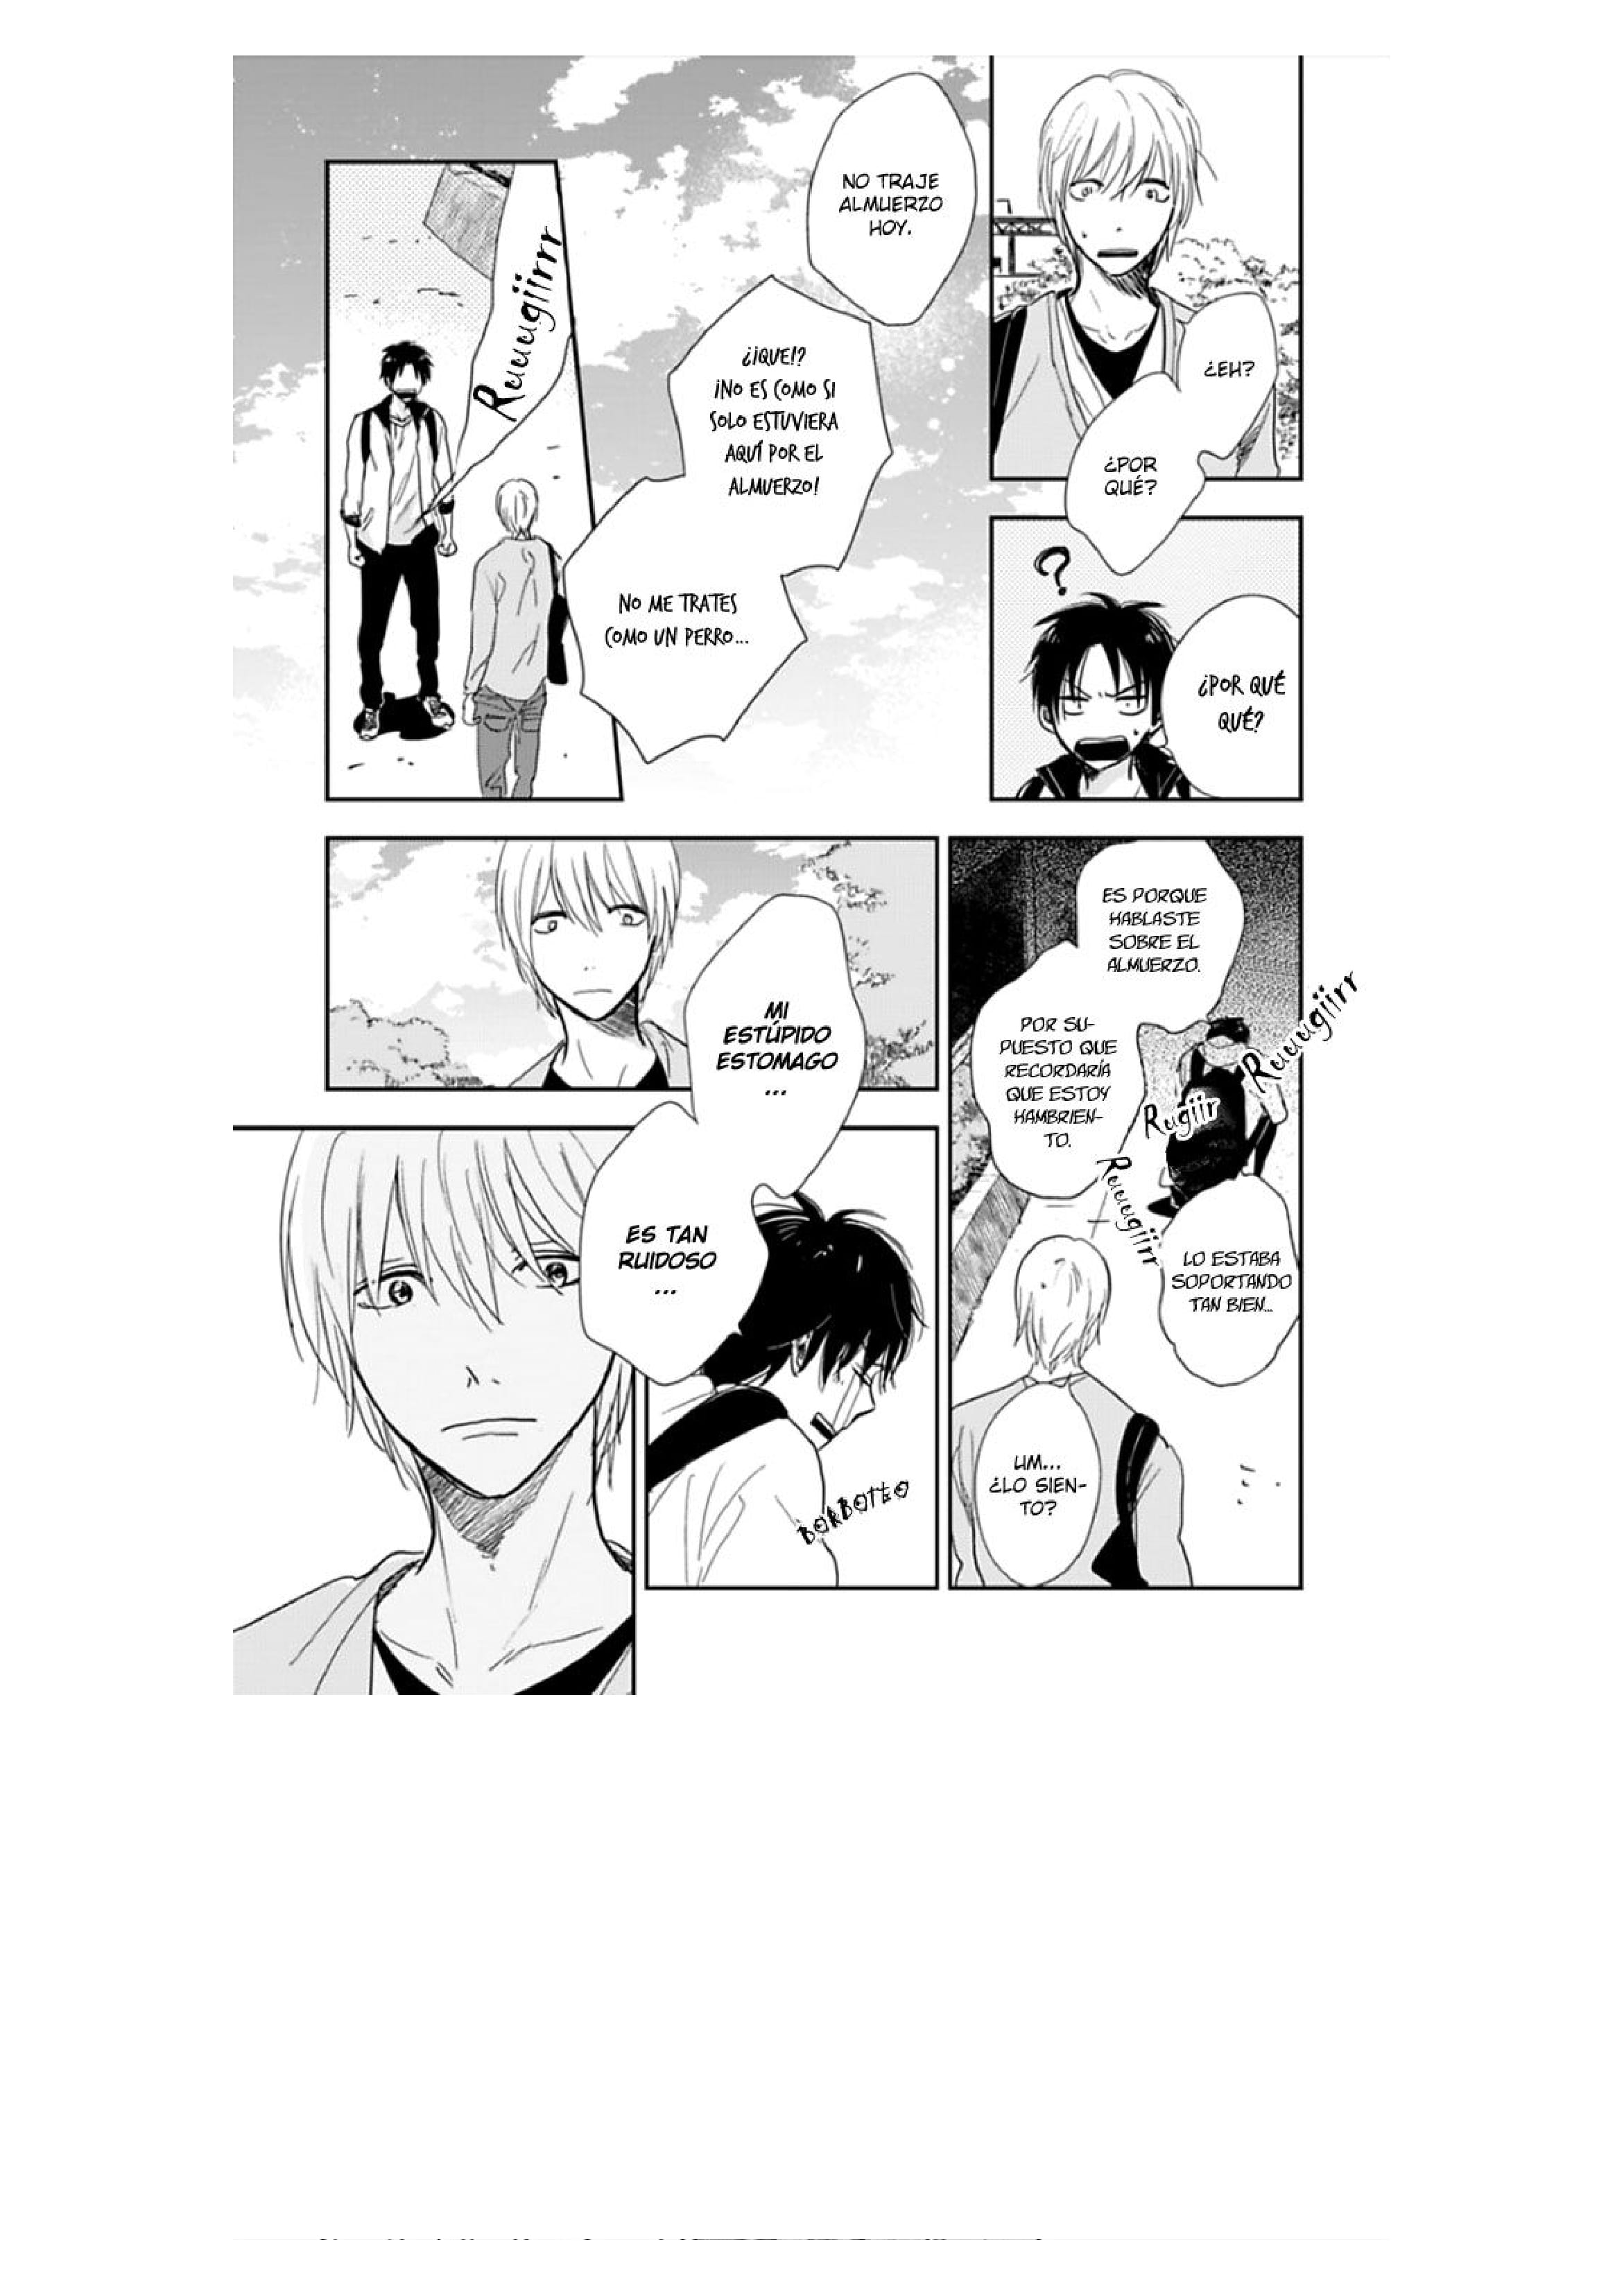 ¿EH?
¿POR
QUÉ?
¿POR QUÉ
QUÉ?
NO TRAJE
ALMUERZO
HOY.
¿¡QUE!?
¡NO ES COMO SI
SOLO ESTUVIERA
AQUÍ POR EL
ALMUERZO!
NO ME TRATES
COMO UN PERRO...
Ruuugiirrr
ES PORQUE
HABLASTE
SOBRE EL
ALMUERZO.
POR SU-
PUESTO QUE
RECORDARÍA
QUE ESTOY
HAMBRIEN-
TO.
Ruuugiirr
Rugiir
Ruuugiirr
LO ESTABA
SOPORTANDO
TAN BIEN...
UM...
¿LO SIEN-
TO?
MI
ESTÚPIDO
ESTOMAGO
...
ES TAN
RUIDOSO
...
BORBOTEO